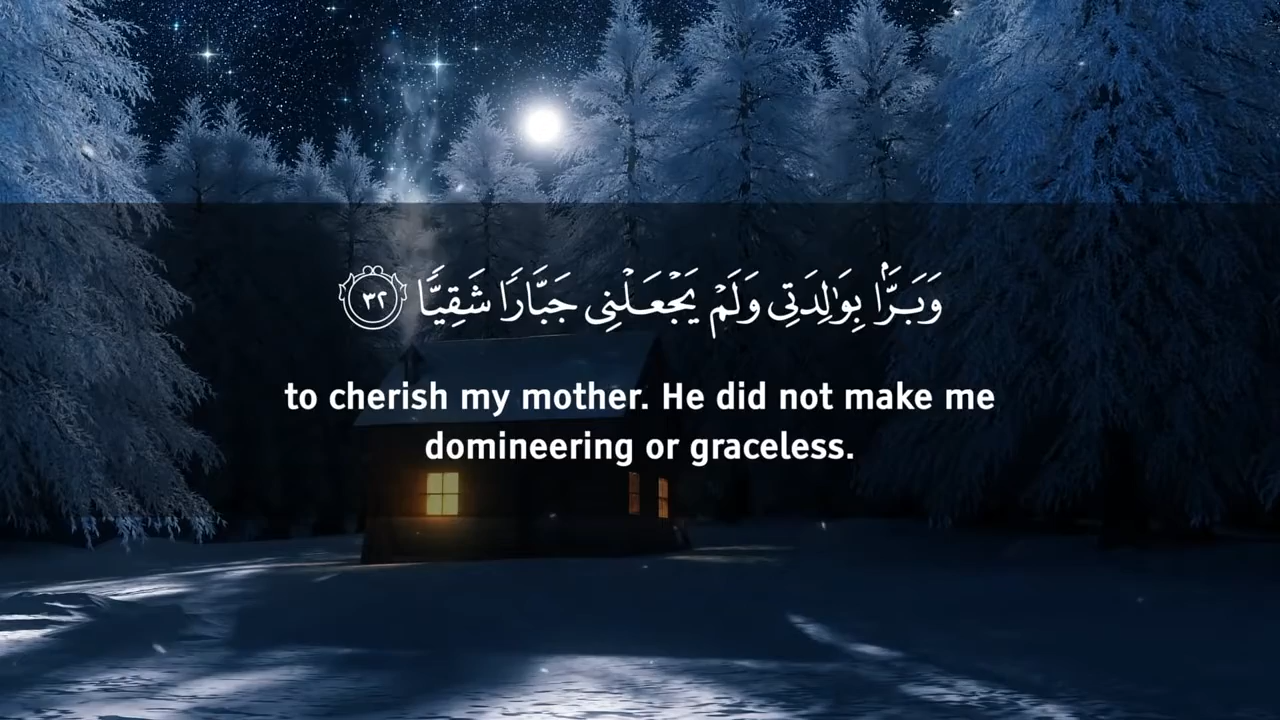 وَبَرًّۢا بِوَٰلِدَتِى وَلَمْ يَجْعَلْنِى جَبَّارًا شَقِيًّا ٣٢
to cherish my mother. He did not make me
domineering or graceless.